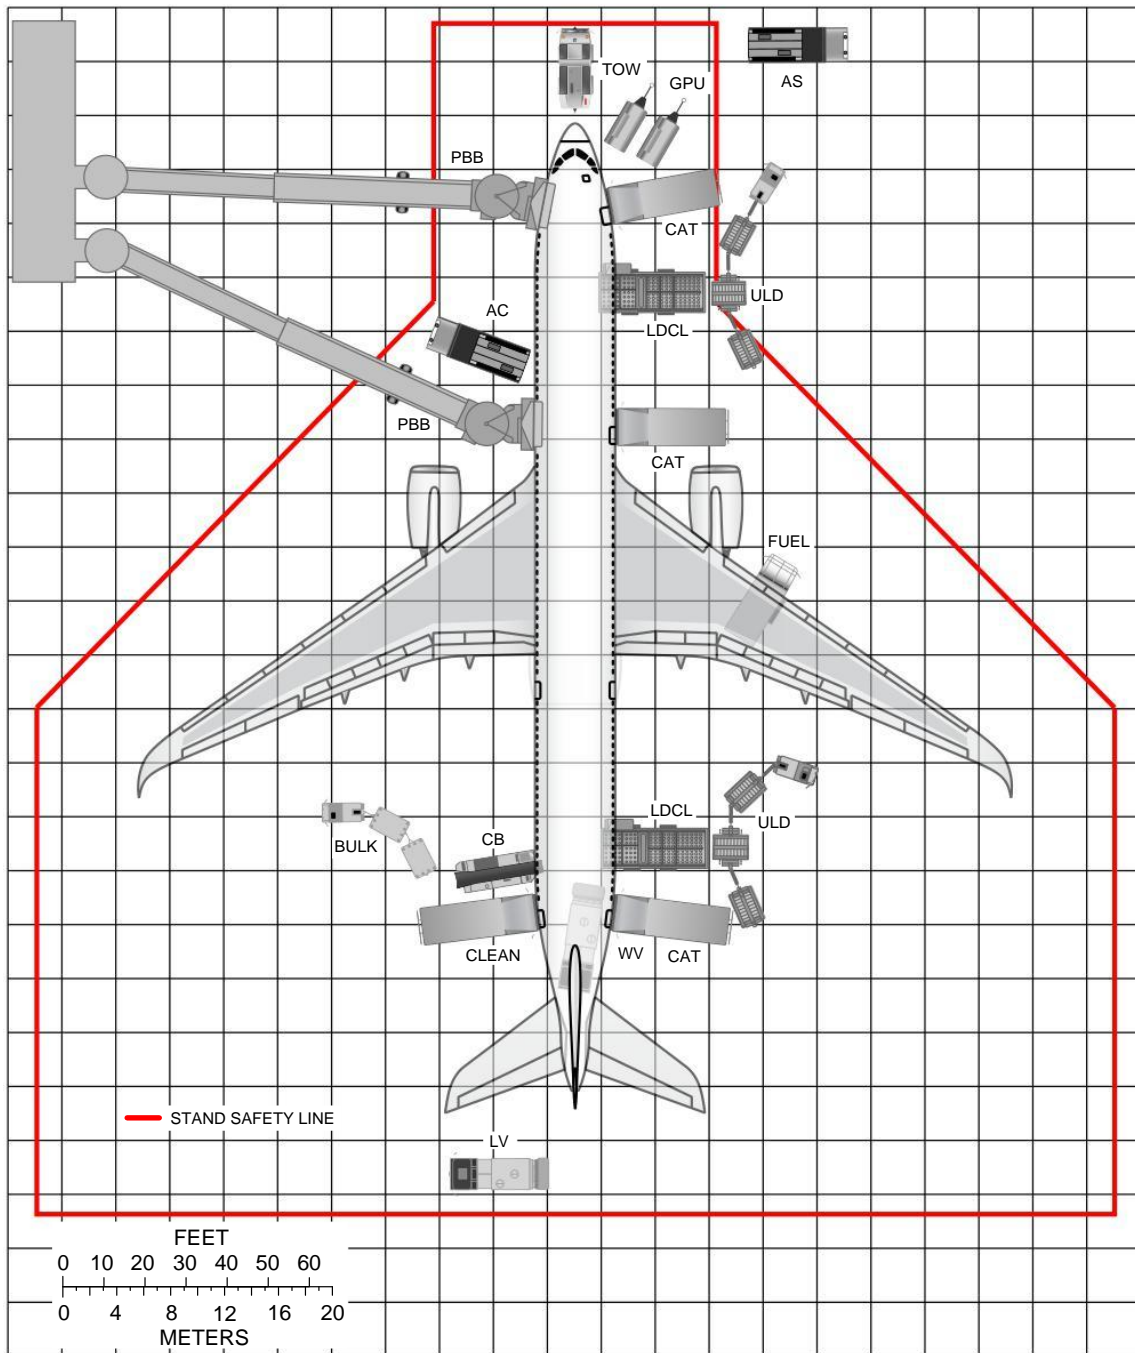 TOW
GPU
AS
PBB
CAT
ULD
AC
LDCL
PBB
CAT
FUEL
LDCL
ULD
BULK
CB
CLEAN
WV
CAT
STAND SAFETY LINE
LV
FEET
0 10 20 30 40 50 60
0 4 8 12 16 20
METERS